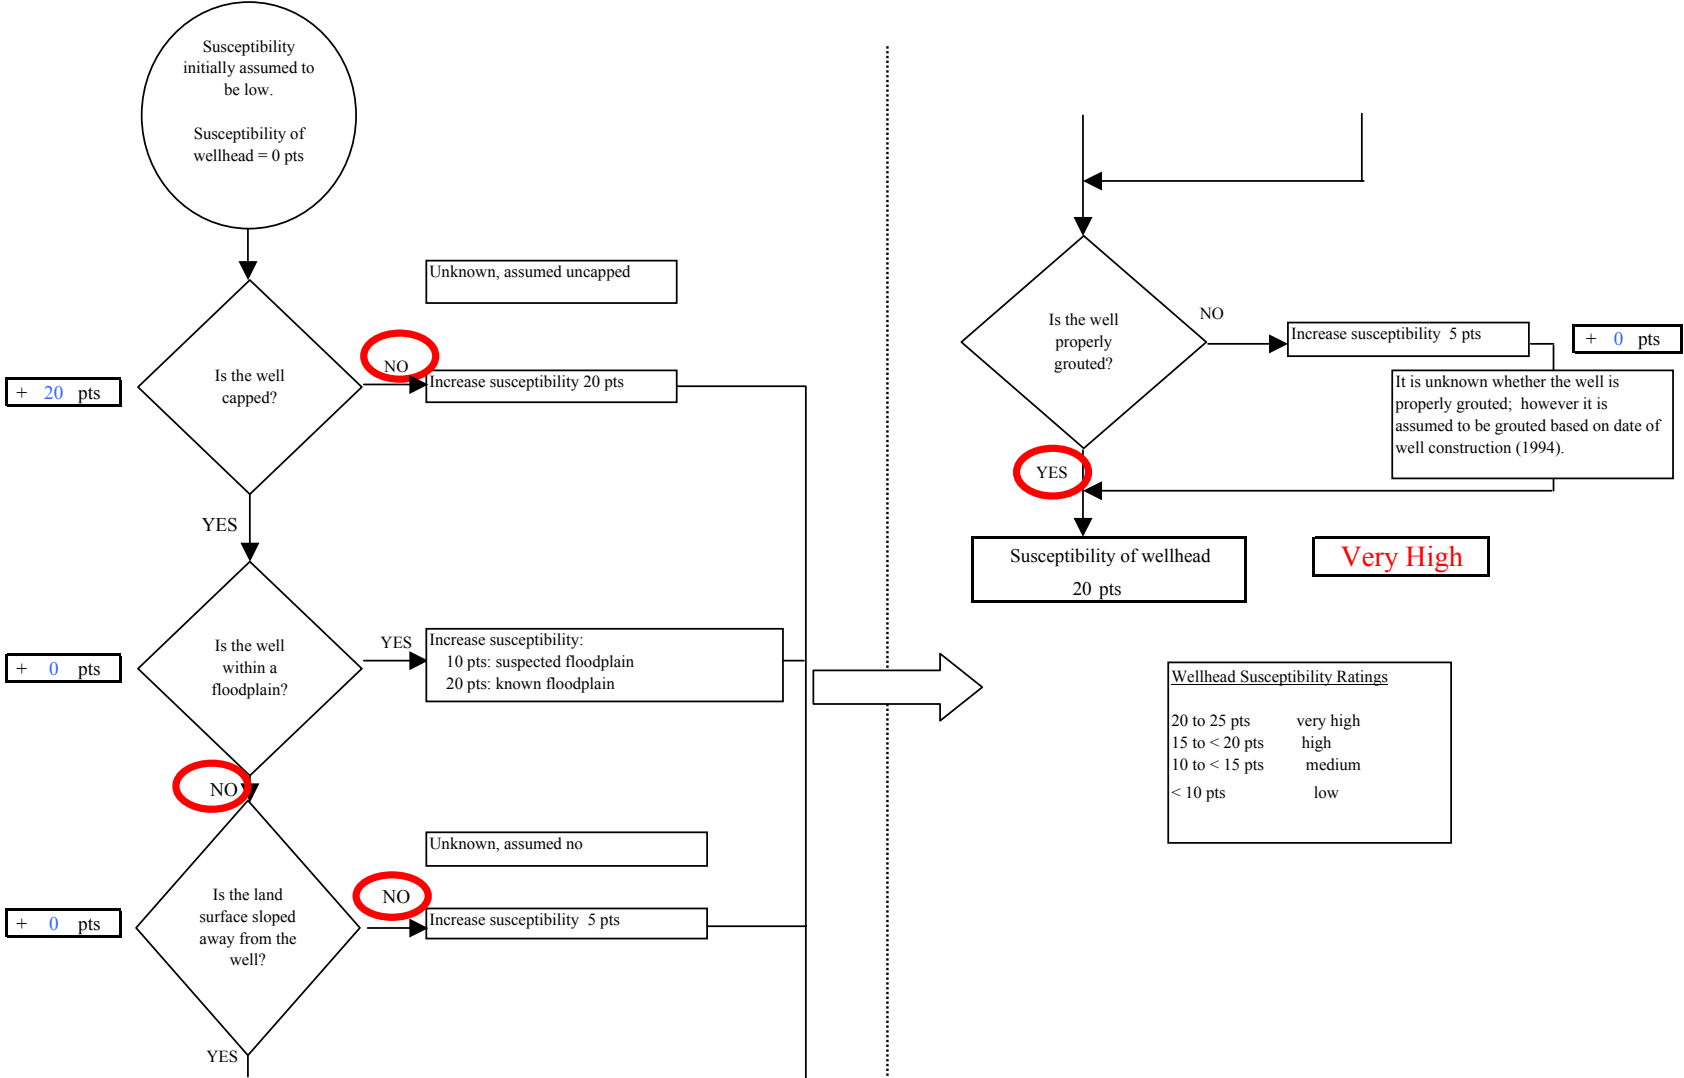 Susceptibility
initially assumed to
be low.
Susceptibility of
wellhead = 0 pts
Unknown, assumed uncapped
NO
Is the well
capped?
Increase susceptibility 20 pts
+ 20 pts
YES
Is the well
within a
floodplain?
YES
Increase susceptibility:
10 pts: suspected floodplain
20 pts: known floodplain
+ 0 pts
NO
Unknown, assumed no
NO
Is the land
surface sloped
away from the
well?
Increase susceptibility 5 pts
+ 0 pts
YES
Is the well
properly
grouted?
NO
Increase susceptibility 5 pts
+ 0 pts
It is unknown whether the well is
properly grouted; however it is
assumed to be grouted based on date of
well construction (1994).
YES
Susceptibility of wellhead
20 pts
Very High
Wellhead Susceptibility Ratings
20 to 25 pts very high
15 to < 20 pts high
10 to < 15 pts medium
< 10 pts low